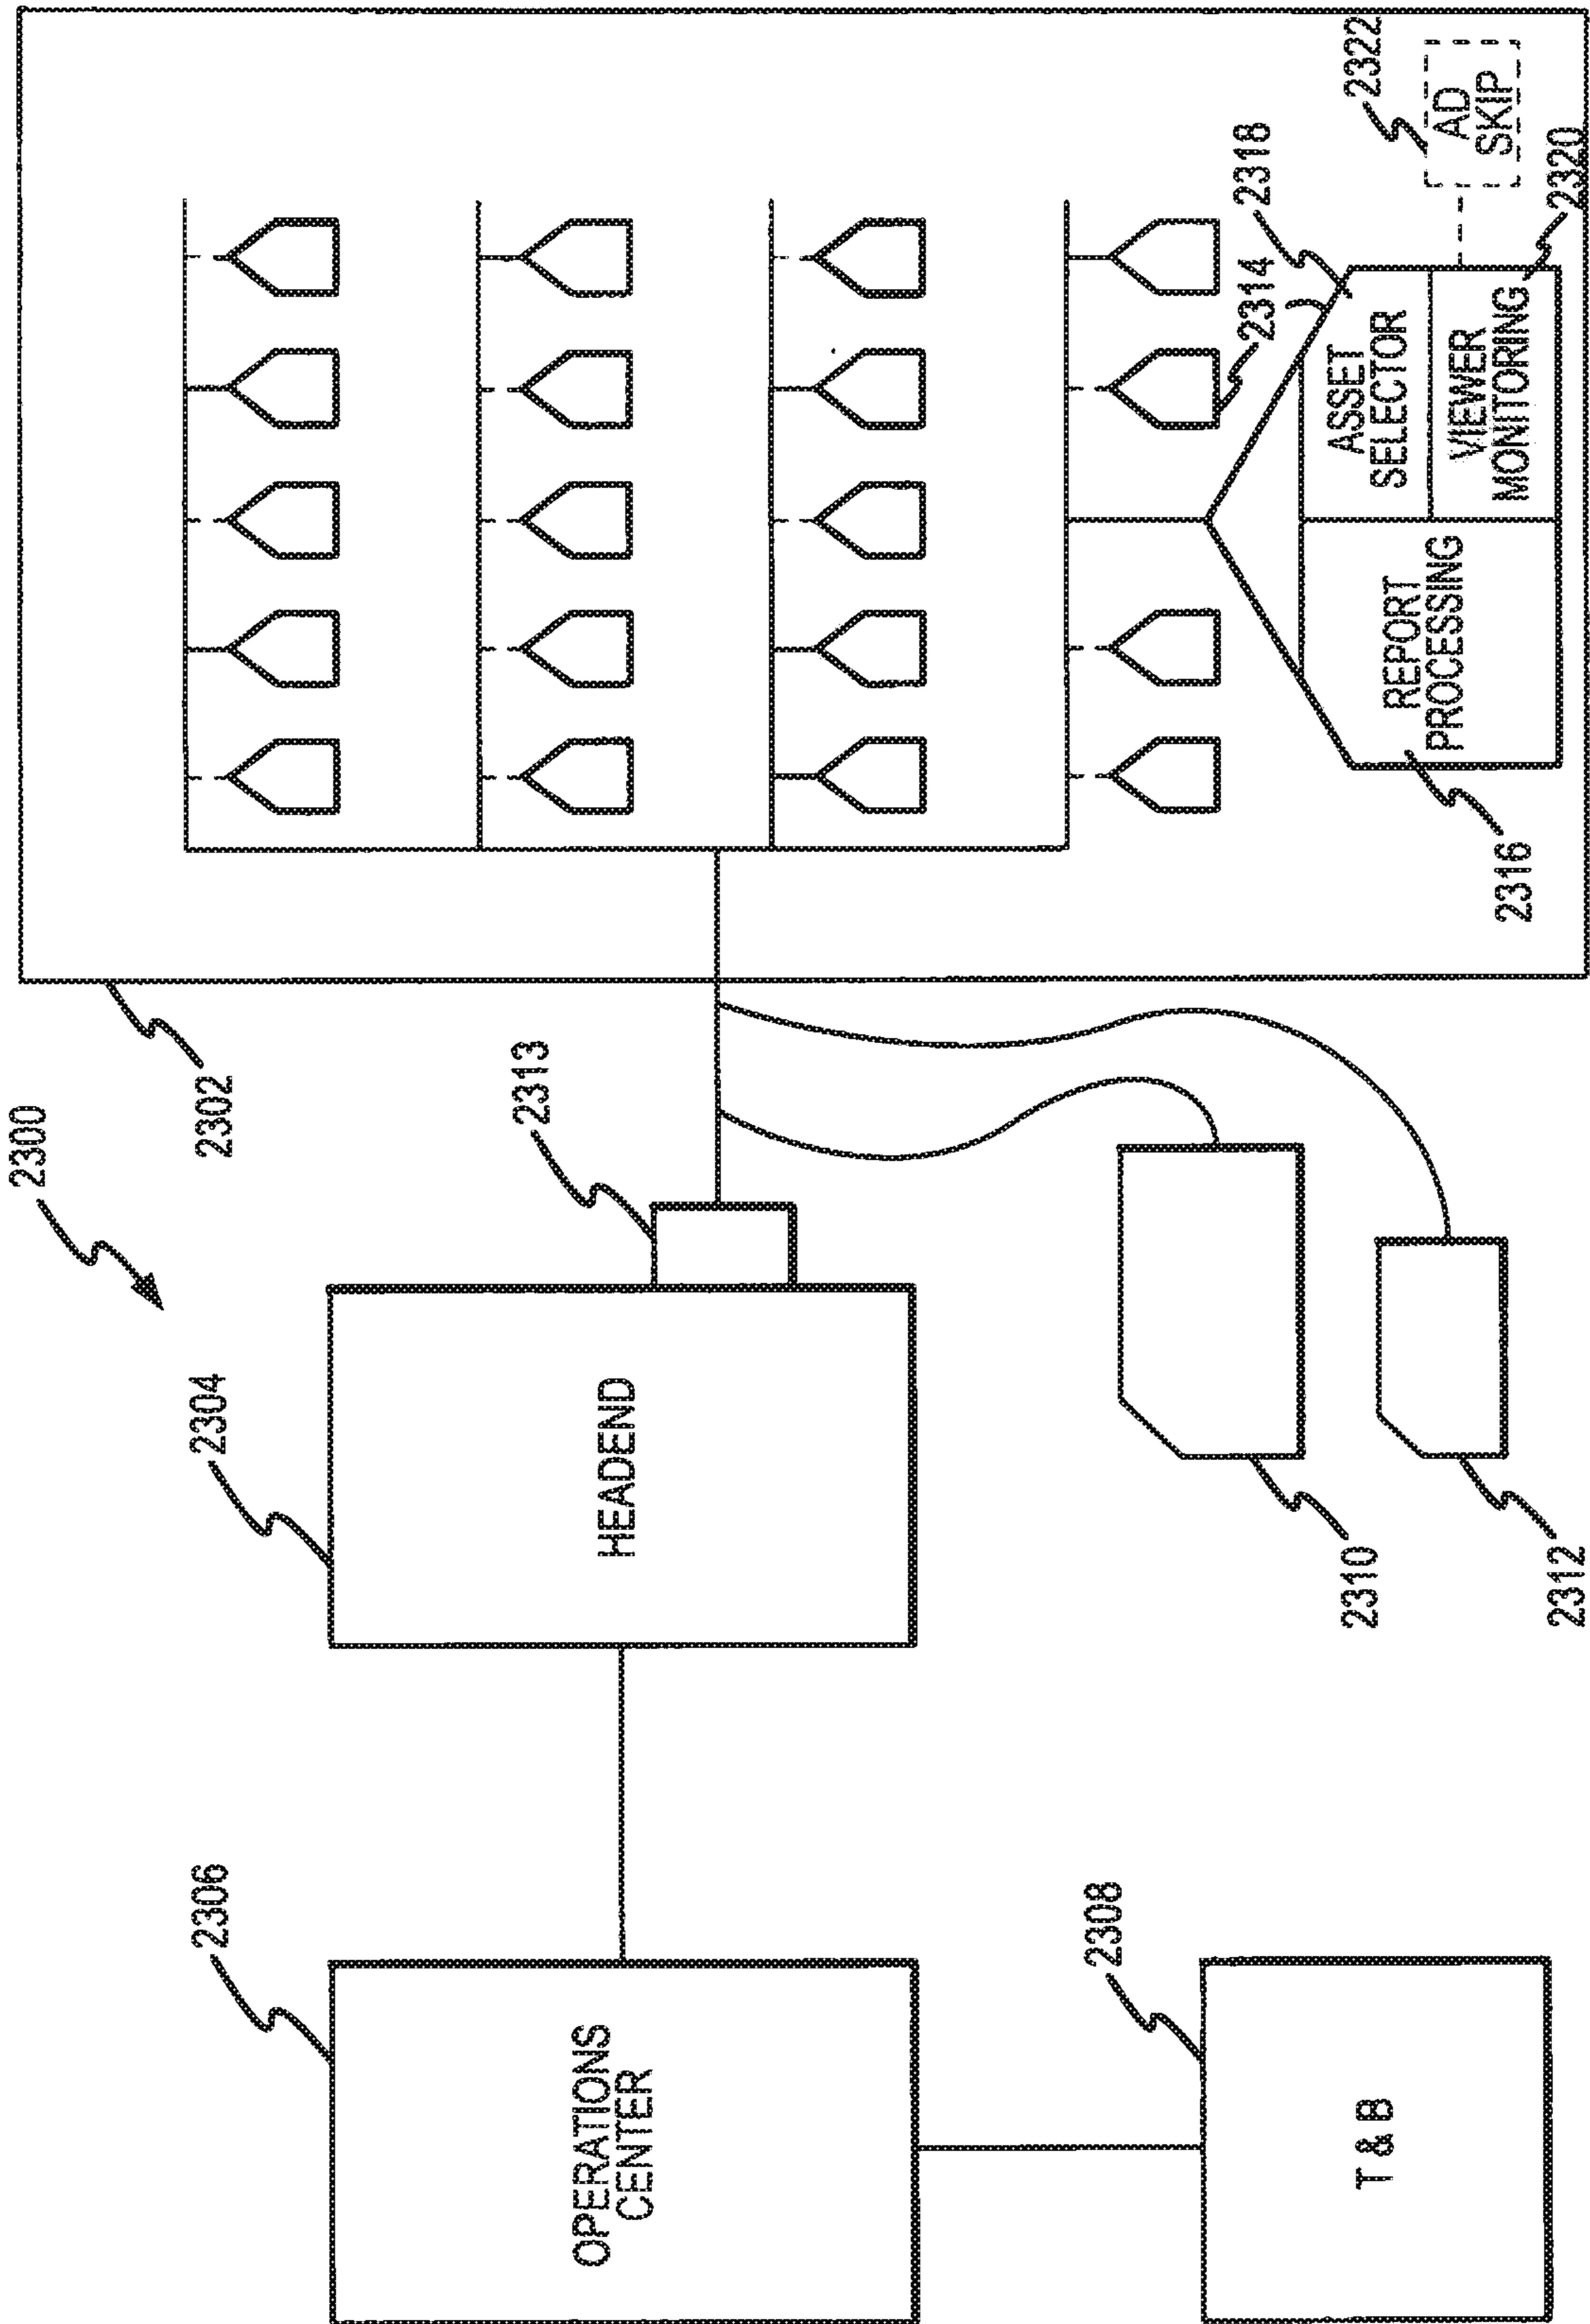 2300
2302
2304
HEADEND
2313
2306
OPERATIONS
CENTER
2308
T & B
2310
2312
2314
2318
2322
AD
SKIP
ASSET
SELECTOR
VIEWER
MONITORING
2320
REPORT
PROCESSING
2316